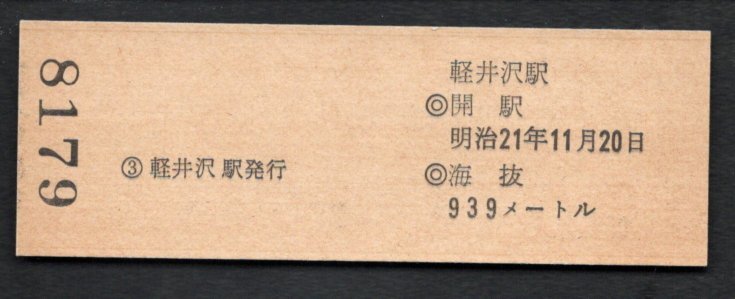 8179
③ 軽井沢 駅発行
軽井沢駅
◎開 駅
明治21年11月20日
◎海 抜
939メートル